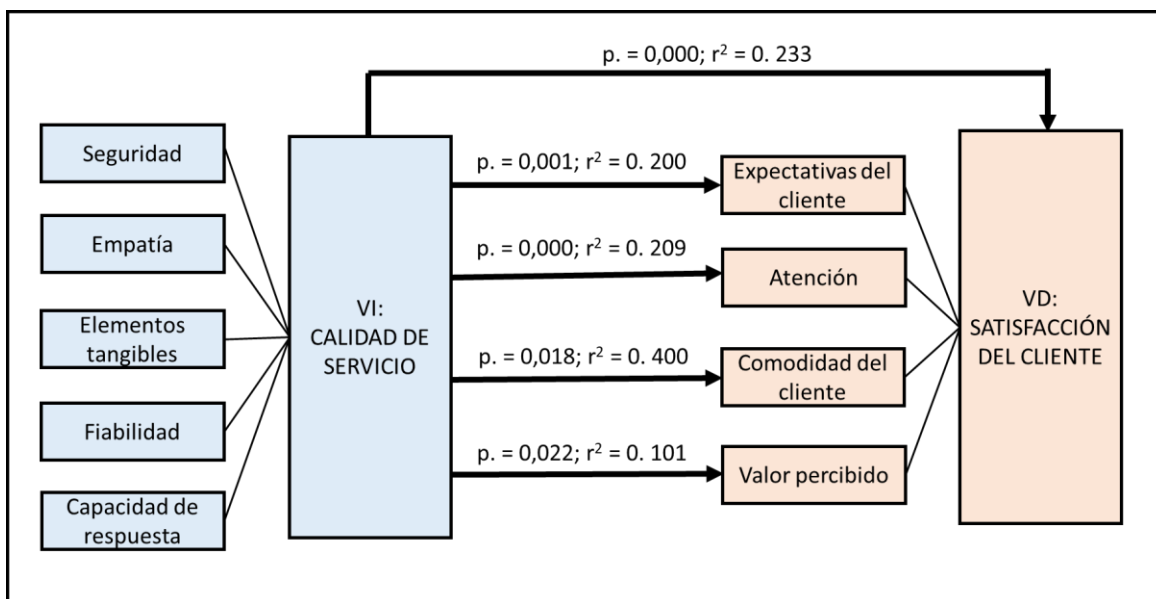 p. = 0,000; r² = 0. 233
Seguridad
Empatía
Elementos
tangibles
Fiabilidad
Capacidad de
respuesta
VI:
CALIDAD DE
SERVICIO
p. = 0,001; r² = 0. 200
p. = 0,000; r² = 0. 209
p. = 0,018; r² = 0. 400
p. = 0,022; r² = 0. 101
Expectativas del
cliente
Atención
Comodidad del
cliente
Valor percibido
VD:
SATISFACCIÓN
DEL CLIENTE